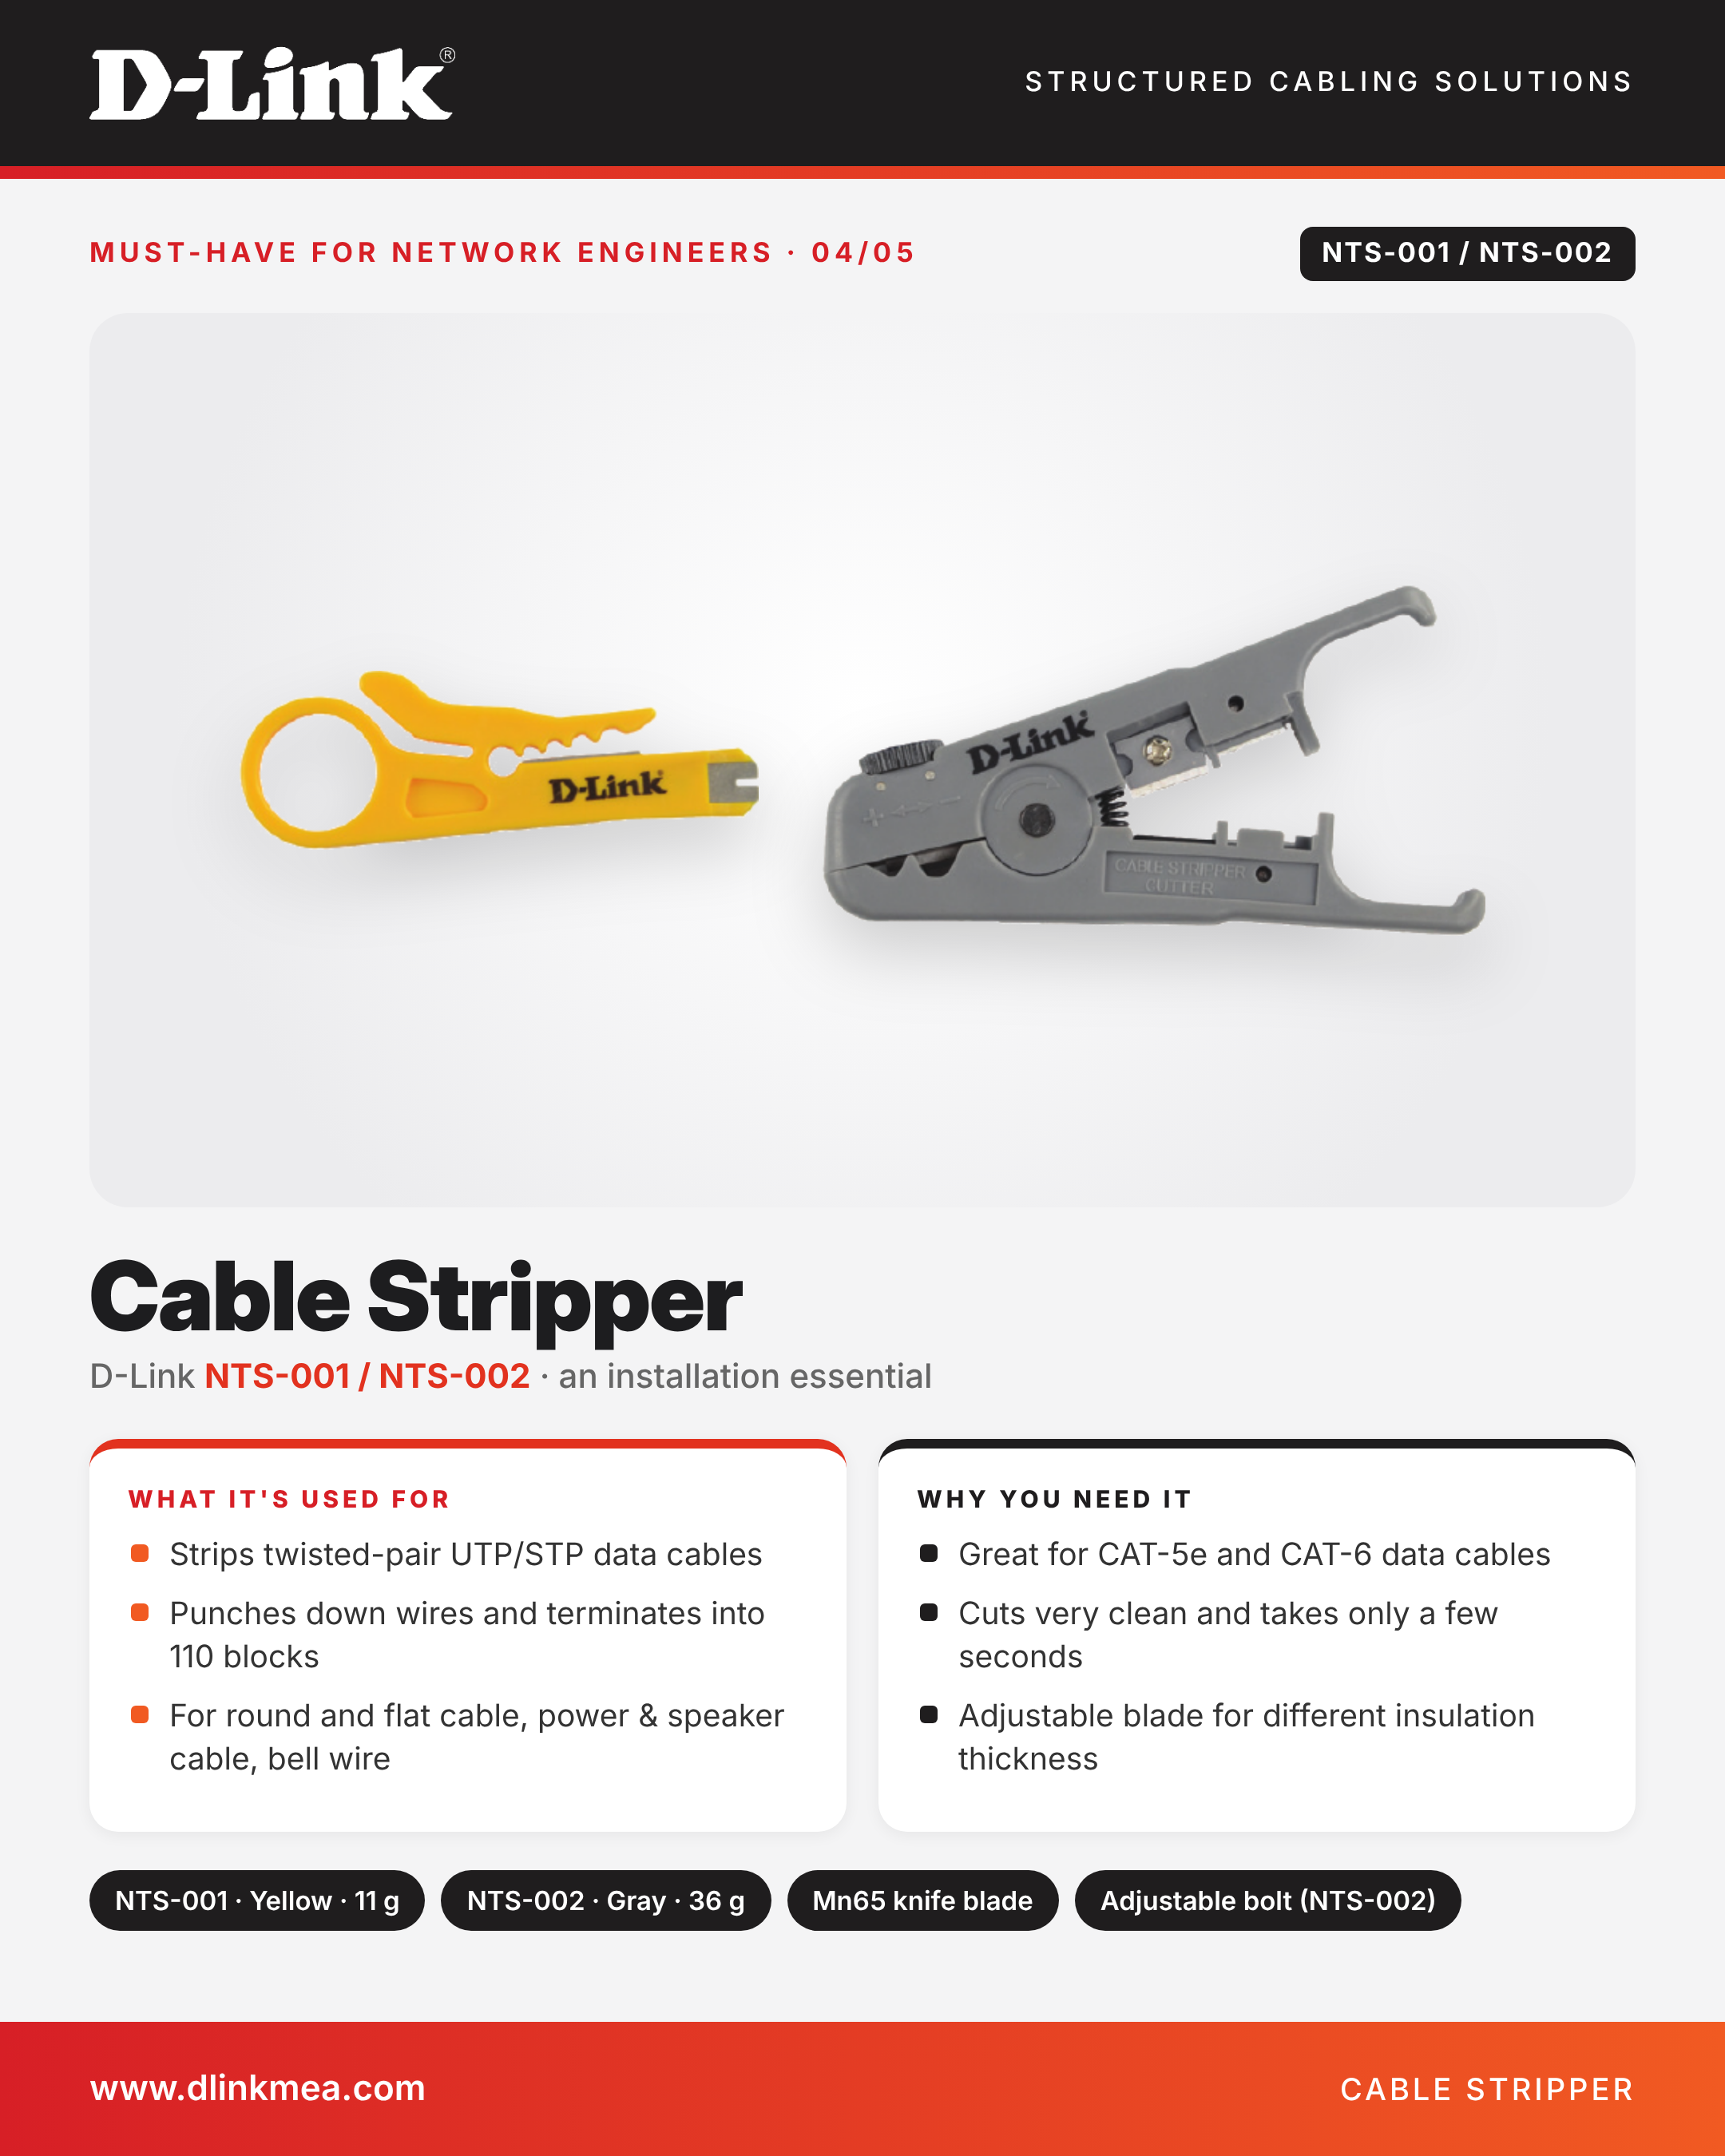 D-Link®
STRUCTURED CABLING SOLUTIONS
MUST-HAVE FOR NETWORK ENGINEERS · 04/05
NTS-001 / NTS-002
D-Link
D-Link
CABLE STRIPPER
CUTTER
Cable Stripper
D-Link NTS-001 / NTS-002 · an installation essential
WHAT IT'S USED FOR
Strips twisted-pair UTP/STP data cables
Punches down wires and terminates into
110 blocks
For round and flat cable, power & speaker
cable, bell wire
WHY YOU NEED IT
Great for CAT-5e and CAT-6 data cables
Cuts very clean and takes only a few
seconds
Adjustable blade for different insulation
thickness
NTS-001 · Yellow · 11 g
NTS-002 · Gray · 36 g
Mn65 knife blade
Adjustable bolt (NTS-002)
www.dlinkmea.com
CABLE STRIPPER